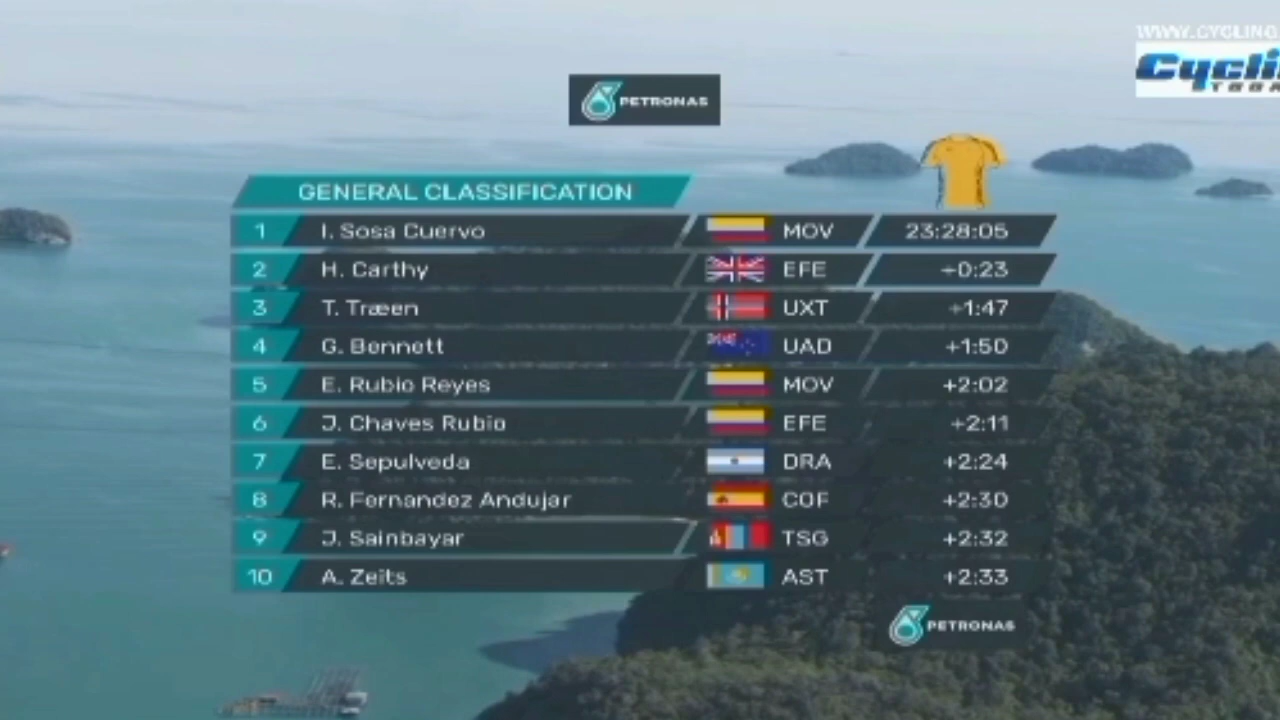 WWW.CYCLING
Cycli
PETRONAS
GENERAL CLASSIFICATION
1 I. Sosa Cuervo MOV 23:28:05
2 H. Carthy EFE +0:23
3 T. Træen UXT +1:47
4 G. Bennett UAD +1:50
5 E. Rubio Reyes MOV +2:02
6 J. Chaves Rubio EFE +2:11
7 E. Sepulveda DRA +2:24
8 R. Fernandez Andujar COF +2:30
9 J. Sainbayar TSG +2:32
10 A. Zeits AST +2:33
PETRONAS